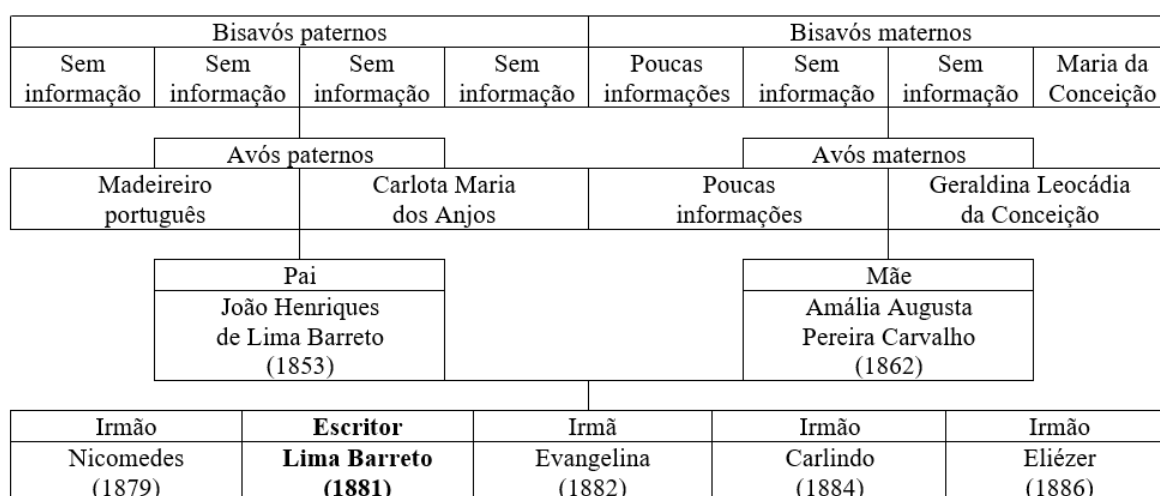 Bisavós paternos
Bisavós maternos
Sem informação
Sem informação
Sem informação
Sem informação
Poucas informações
Sem informação
Sem informação
Maria da Conceição
Avós paternos
Avós maternos
Madeireiro português
Carlota Maria dos Anjos
Poucas informações
Geraldina Leocádia da Conceição
Pai
Mãe
João Henriques
de Lima Barreto
(1853)
Amália Augusta
Pereira Carvalho
(1862)
Irmão
Escritor
Irmã
Irmão
Irmão
Nicomedes
Lima Barreto
Evangelina
Carlindo
Eliézer
(1879)
(1881)
(1882)
(1884)
(1886)